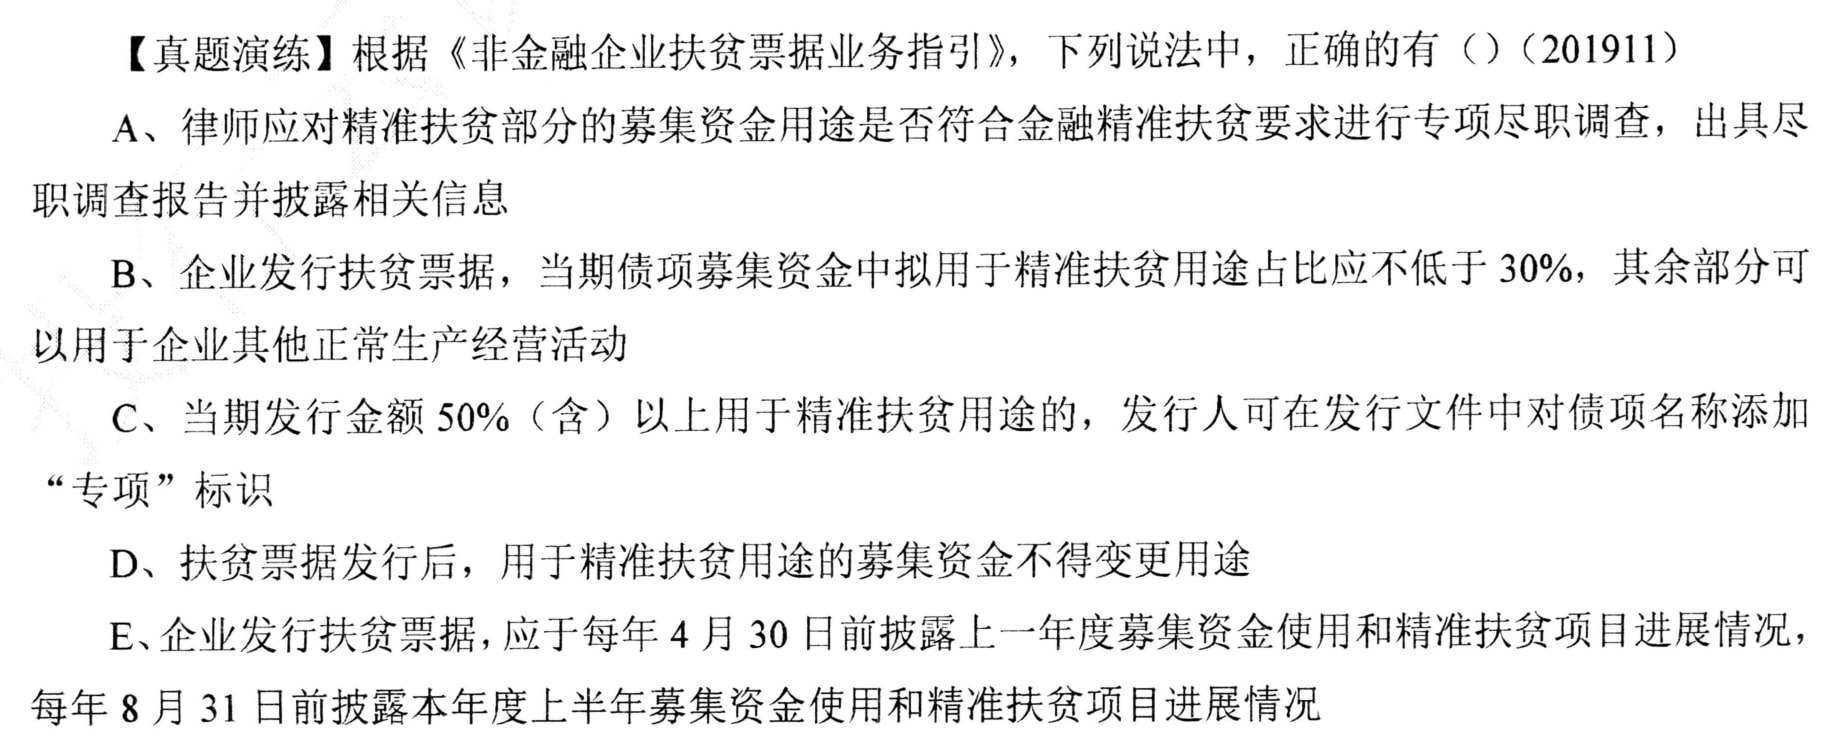 【真题演练】根据《非金融企业扶贫票据业务指引》，下列说法中，正确的有（）（201911）
A、律师应对精准扶贫部分的募集资金用途是否符合金融精准扶贫要求进行专项尽职调查，出具尽
职调查报告并披露相关信息
B、企业发行扶贫票据，当期债项募集资金中拟用于精准扶贫用途占比应不低于 30%，其余部分可
以用于企业其他正常生产经营活动
C、当期发行金额 50%（含）以上用于精准扶贫用途的，发行人可在发行文件中对债项名称添加
“专项”标识
D、扶贫票据发行后，用于精准扶贫用途的募集资金不得变更用途
E、企业发行扶贫票据，应于每年 4 月 30 日前披露上一年度募集资金使用和精准扶贫项目进展情况，
每年 8 月 31 日前披露本年度上半年募集资金使用和精准扶贫项目进展情况